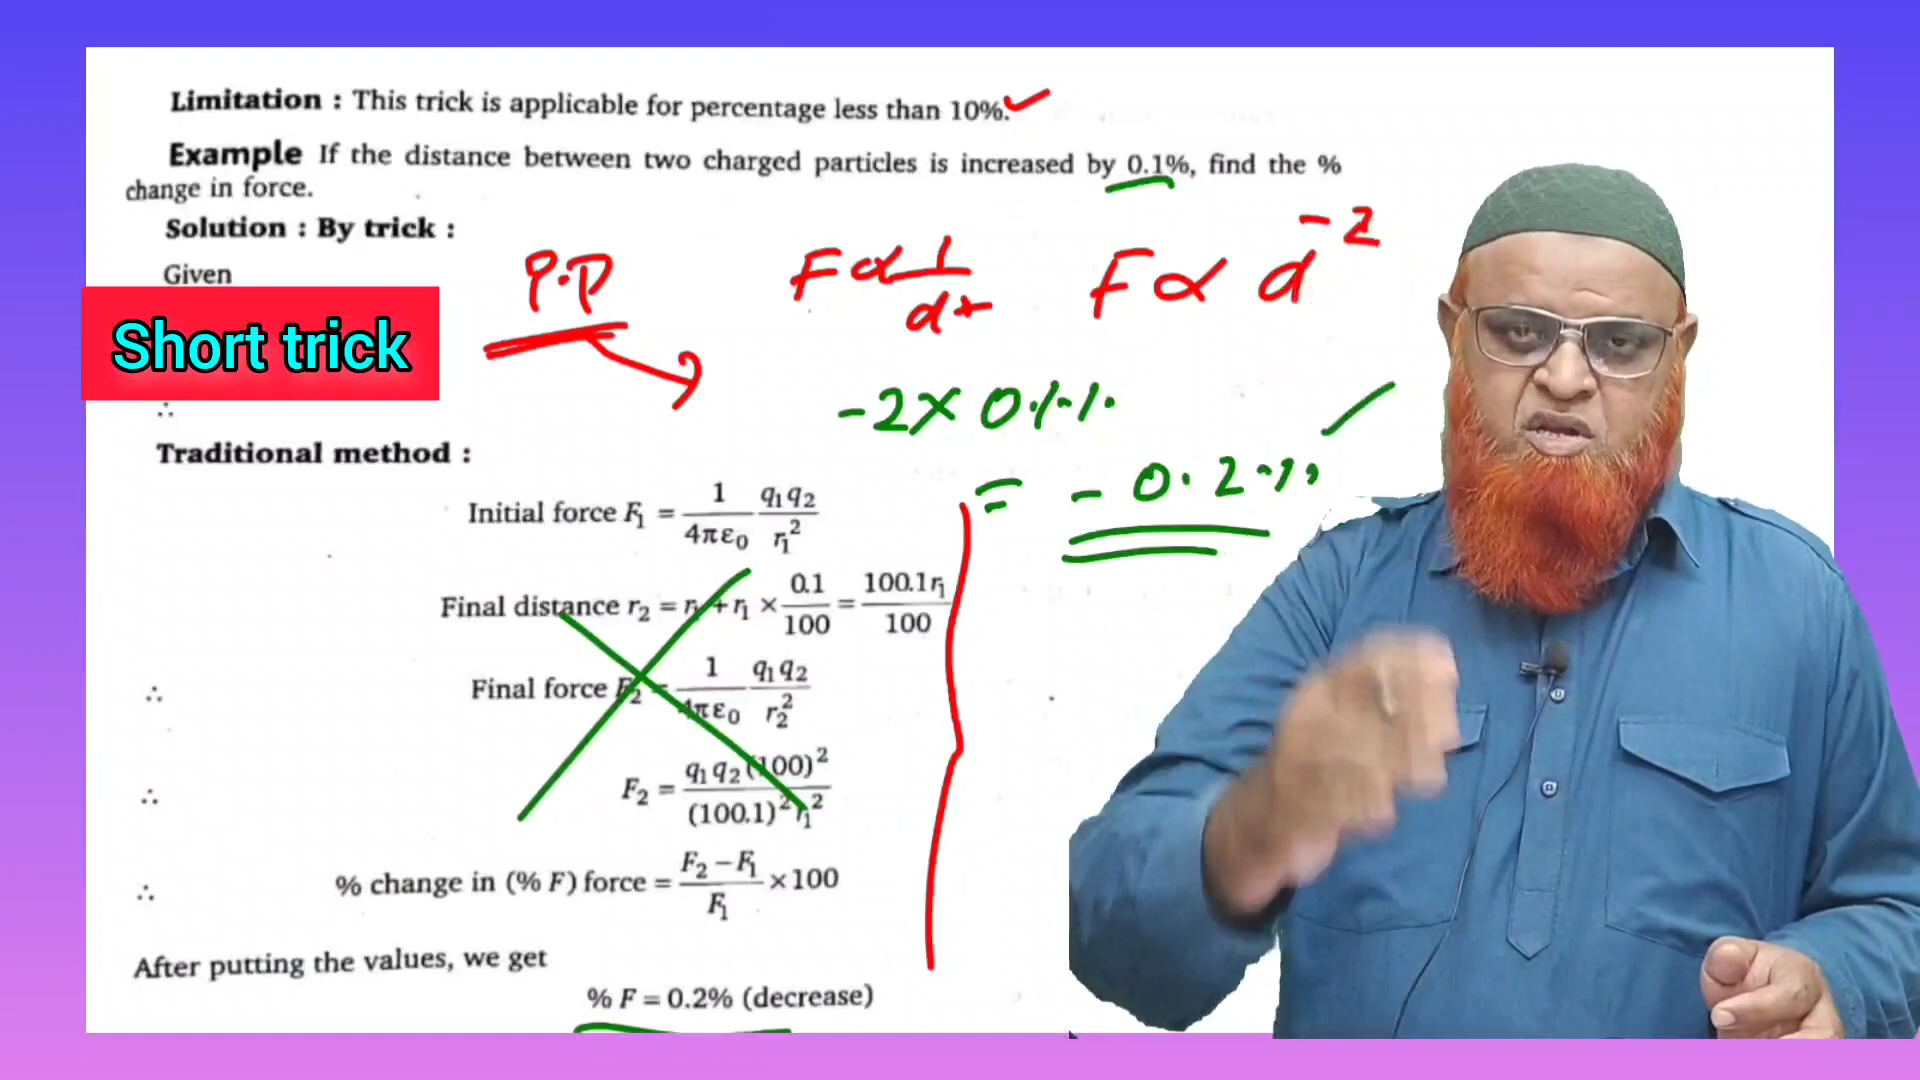 Limitation : This trick is applicable for percentage less than 10%.
Example If the distance between two charged particles is increased by 0.1%, find the %
change in force.
Solution : By trick :
Given
P.P
F ∝ 1/d²
F ∝ d⁻²
Short trick
-2 × 0.1%
∴
= -0.2%
Traditional method :
Initial force F₁ = 1/4πε₀ q₁q₂/r₁²
Final distance r₂ = r₁ + r₁ × 0.1/100 = 100.1r₁/100
∴ Final force F₂ = 1/4πε₀ q₁q₂/r₂²
∴ F₂ = q₁q₂(100)²/(100.1)²r₁²
∴ % change in (% F) force = F₂ − F₁/F₁ × 100
After putting the values, we get
% F = 0.2% (decrease)